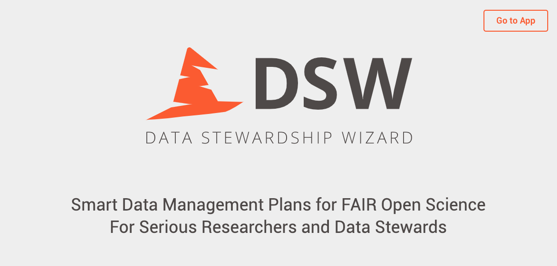 Go to App
DSW
DATA STEWARDSHIP WIZARD
Smart Data Management Plans for FAIR Open Science
For Serious Researchers and Data Stewards